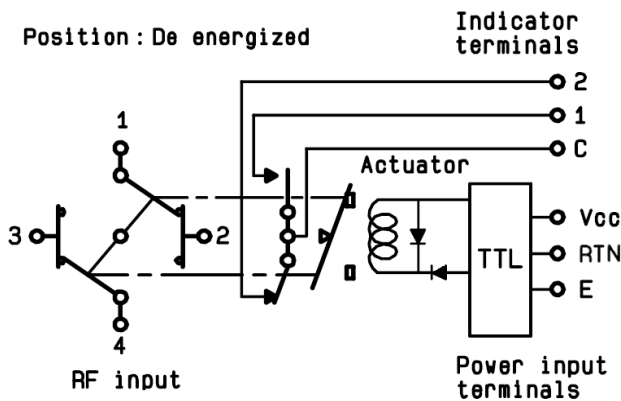 Position : De energized
Indicator
terminals
2
1
C
1
Actuator
3
2
Vcc
TTL
RTN
E
4
RF input
Power input
terminals